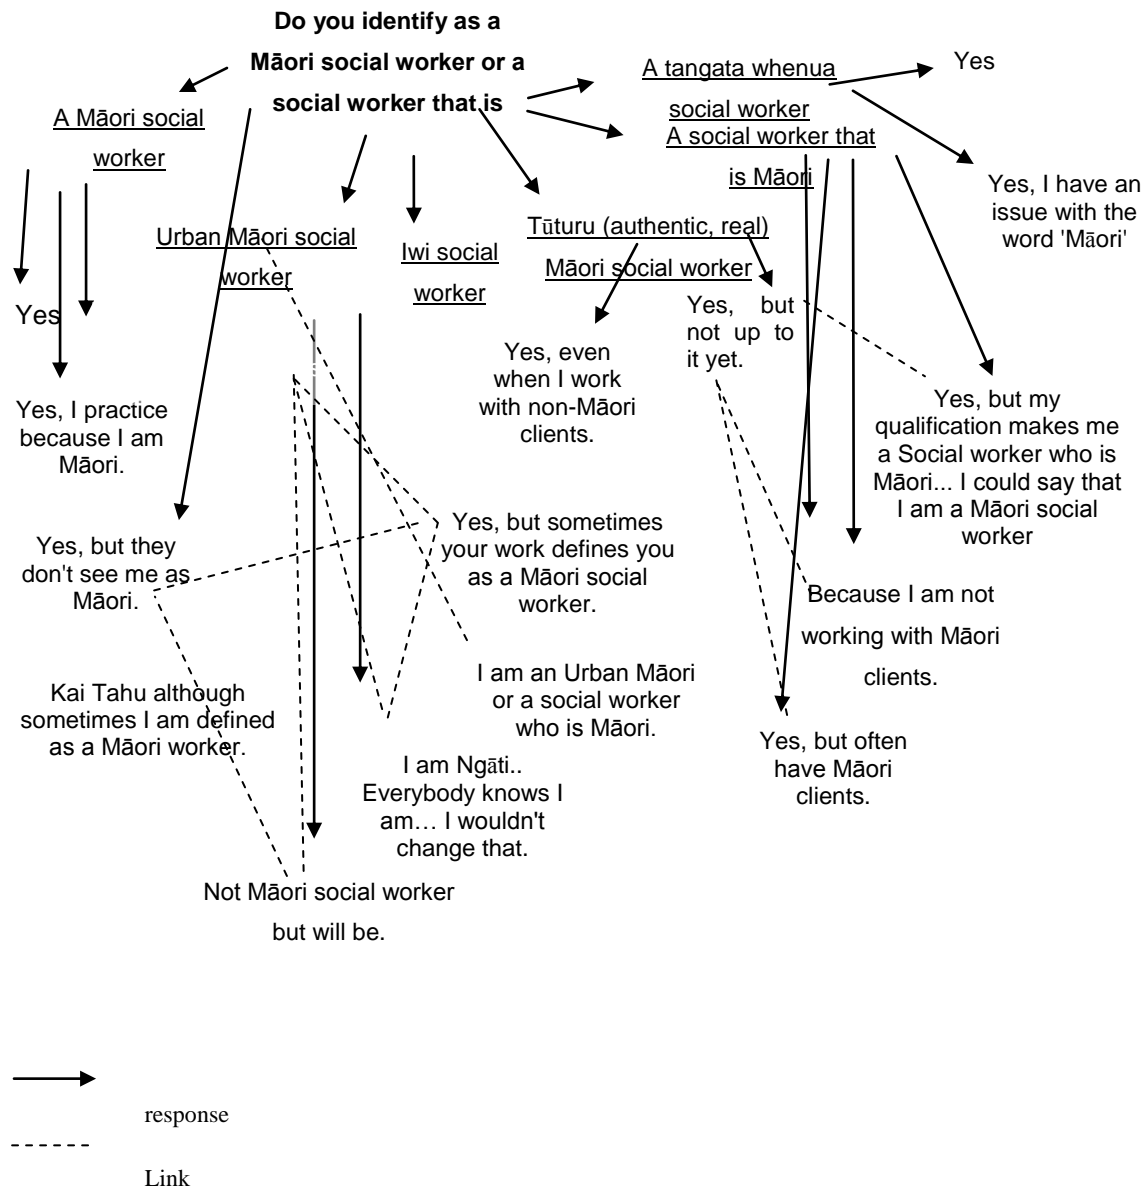 Do you identify as a
Māori social worker or a
social worker that is
A Māori social
worker
A tangata whenua
social worker
Yes
A social worker that
is Māori
Yes, I have an
issue with the
word 'Māori'
Urban Māori social
worker
Iwi social
worker
Tūturu (authentic, real)
Māori social worker
Yes
Yes, but
not up to
it yet.
Yes, even
when I work
with non-Māori
clients.
Yes, I practice
because I am
Māori.
Yes, but my
qualification makes me
a Social worker who is
Māori... I could say that
I am a Māori social
worker
Yes, but they
don't see me as
Māori.
Yes, but sometimes
your work defines you
as a Māori social
worker.
Because I am not
working with Māori
clients.
Kai Tahu although
sometimes I am defined
as a Māori worker.
I am an Urban Māori
or a social worker
who is Māori.
Yes, but often
have Māori
clients.
I am Ngāti..
Everybody knows I
am… I wouldn't
change that.
Not Māori social worker
but will be.
response
Link